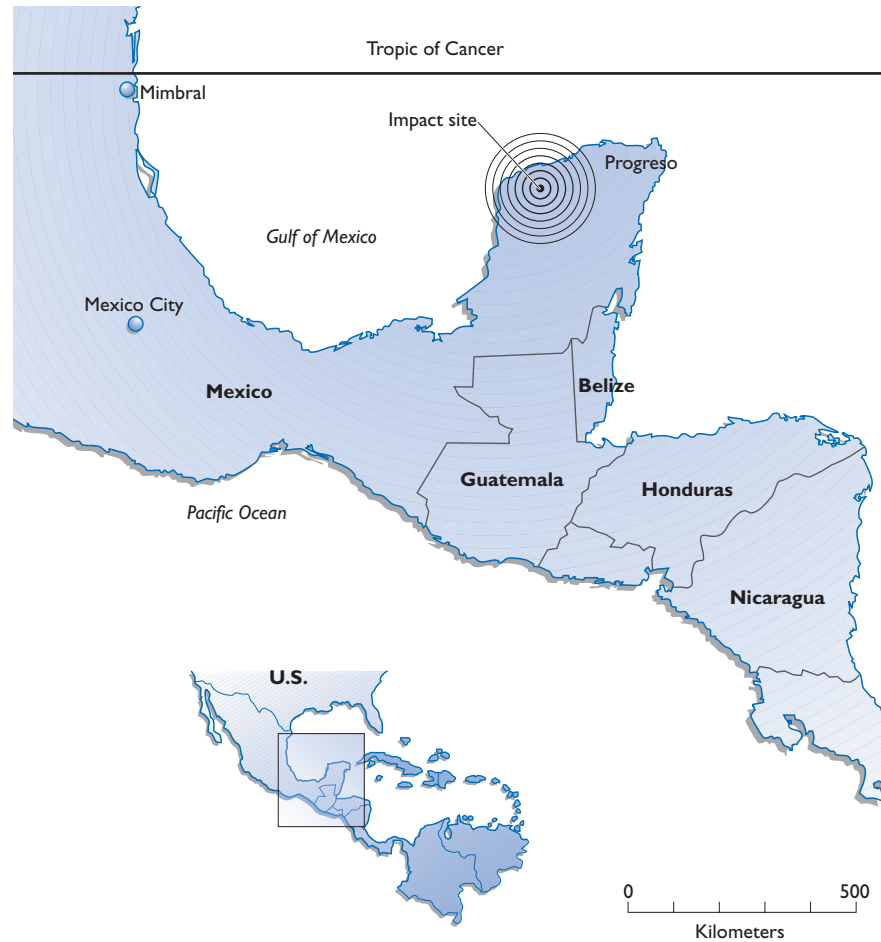 Tropic of Cancer
Mimbral
Impact site
Progreso
Gulf of Mexico
Mexico City
Mexico
Belize
Guatemala
Honduras
Pacific Ocean
Nicaragua
U.S.
0 500
Kilometers